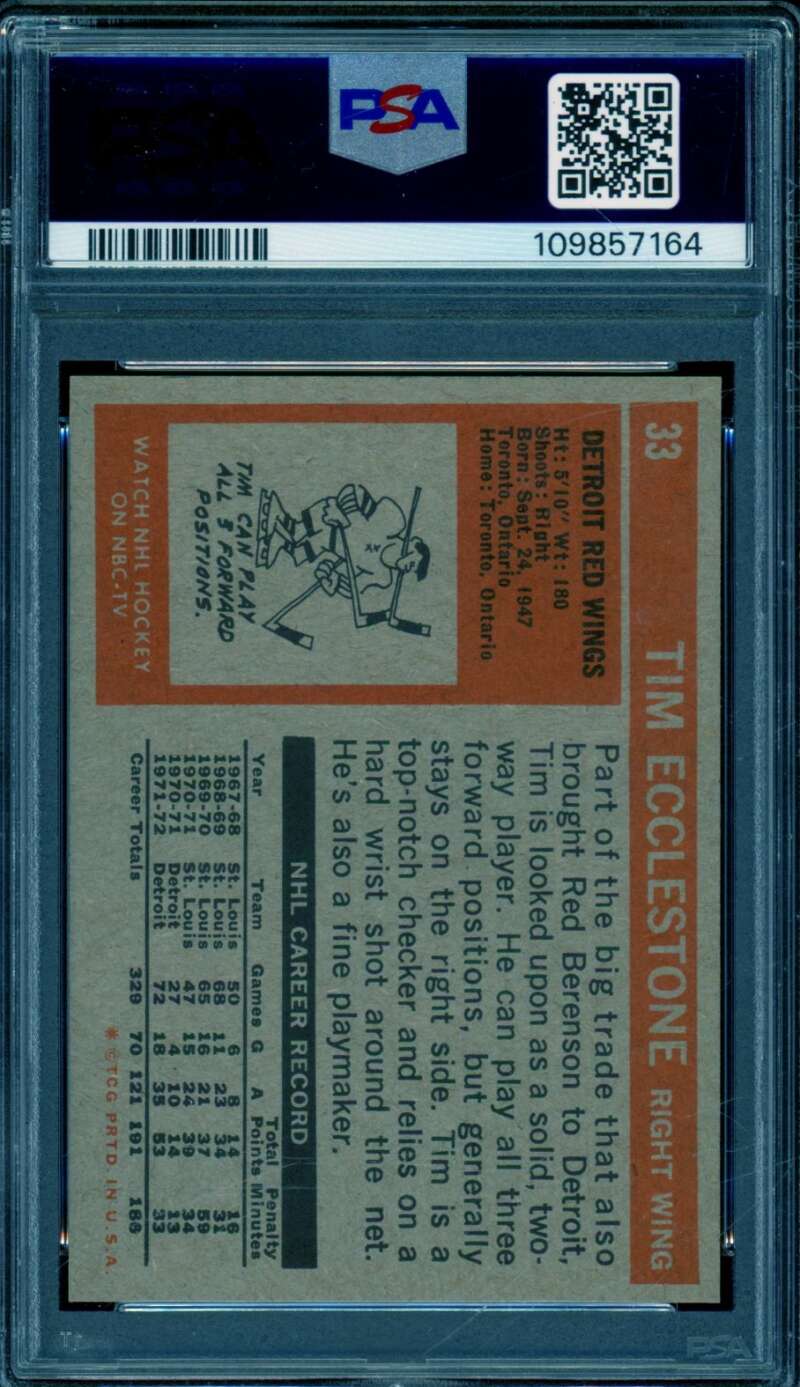 PSA
109857164
33 TIM ECCLESTONE RIGHT WING
DETROIT RED WINGS
Ht: 5'10" Wt: 180
Shoots: Right
Born: Sept. 24, 1947
Toronto, Ontario
Home: Toronto, Ontario
TIM CAN PLAY
ALL 3 FORWARD
POSITIONS.
WATCH NHL HOCKEY
ON NBC-TV
Part of the big trade that also
brought Red Berenson to Detroit,
Tim is looked upon as a solid, two-
way player. He can play all three
forward positions, but generally
stays on the right side. Tim is a
top-notch checker and relies on a
hard wrist shot around the net.
He's also a fine playmaker.
NHL CAREER RECORD
Total Penalty
Year Team Games G A Points Minutes
1967-68 St. Louis 50 6 8 14 16
1968-69 St. Louis 68 11 23 34 31
1969-70 St. Louis 65 16 21 37 59
1970-71 St. Louis 47 15 24 39 34
1970-71 Detroit 27 4 10 14 13
1971-72 Detroit 72 18 35 53 33
Career Totals 329 70 121 191 186
* © TCG PRTD. IN U.S.A.
PSA